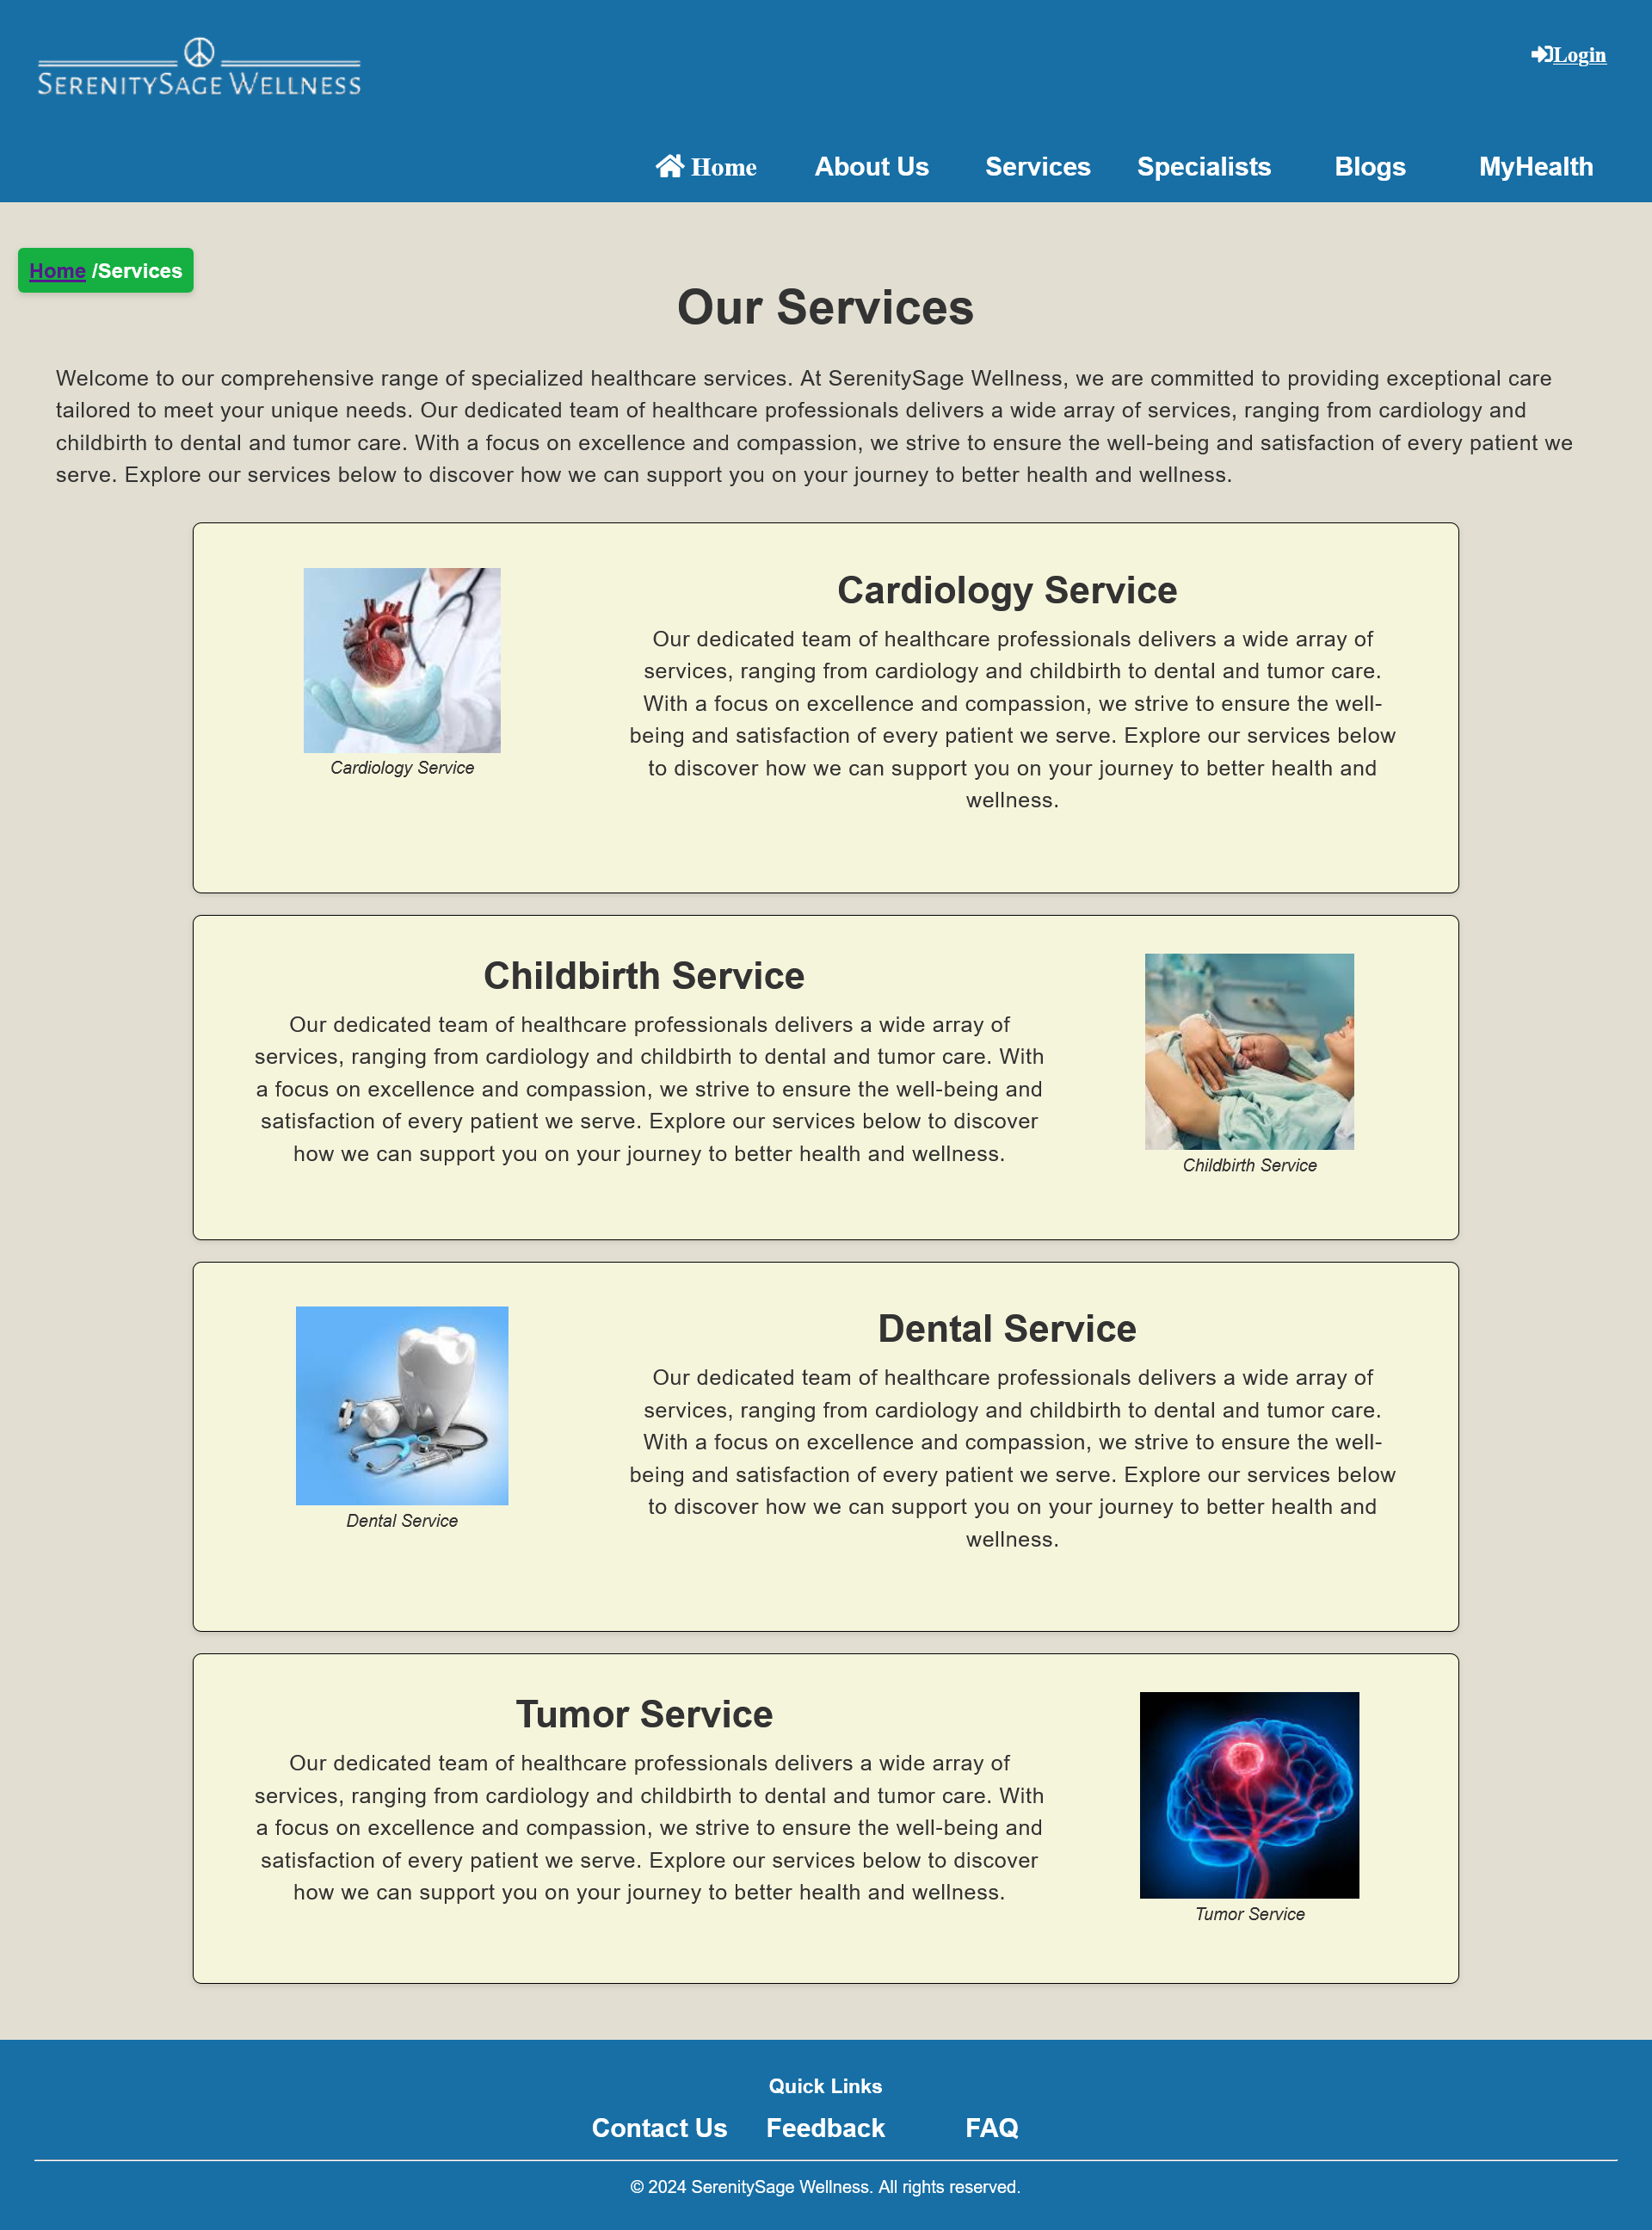 SERENITYSAGE WELLNESS
Login
Home About Us Services Specialists Blogs MyHealth
Home /Services
Our Services
Welcome to our comprehensive range of specialized healthcare services. At SerenitySage Wellness, we are committed to providing exceptional care
tailored to meet your unique needs. Our dedicated team of healthcare professionals delivers a wide array of services, ranging from cardiology and
childbirth to dental and tumor care. With a focus on excellence and compassion, we strive to ensure the well-being and satisfaction of every patient we
serve. Explore our services below to discover how we can support you on your journey to better health and wellness.
Cardiology Service
Cardiology Service
Our dedicated team of healthcare professionals delivers a wide array of
services, ranging from cardiology and childbirth to dental and tumor care.
With a focus on excellence and compassion, we strive to ensure the well-
being and satisfaction of every patient we serve. Explore our services below
to discover how we can support you on your journey to better health and
wellness.
Childbirth Service
Our dedicated team of healthcare professionals delivers a wide array of
services, ranging from cardiology and childbirth to dental and tumor care. With
a focus on excellence and compassion, we strive to ensure the well-being and
satisfaction of every patient we serve. Explore our services below to discover
how we can support you on your journey to better health and wellness.
Childbirth Service
Dental Service
Dental Service
Our dedicated team of healthcare professionals delivers a wide array of
services, ranging from cardiology and childbirth to dental and tumor care.
With a focus on excellence and compassion, we strive to ensure the well-
being and satisfaction of every patient we serve. Explore our services below
to discover how we can support you on your journey to better health and
wellness.
Tumor Service
Our dedicated team of healthcare professionals delivers a wide array of
services, ranging from cardiology and childbirth to dental and tumor care. With
a focus on excellence and compassion, we strive to ensure the well-being and
satisfaction of every patient we serve. Explore our services below to discover
how we can support you on your journey to better health and wellness.
Tumor Service
Quick Links
Contact Us Feedback FAQ
© 2024 SerenitySage Wellness. All rights reserved.